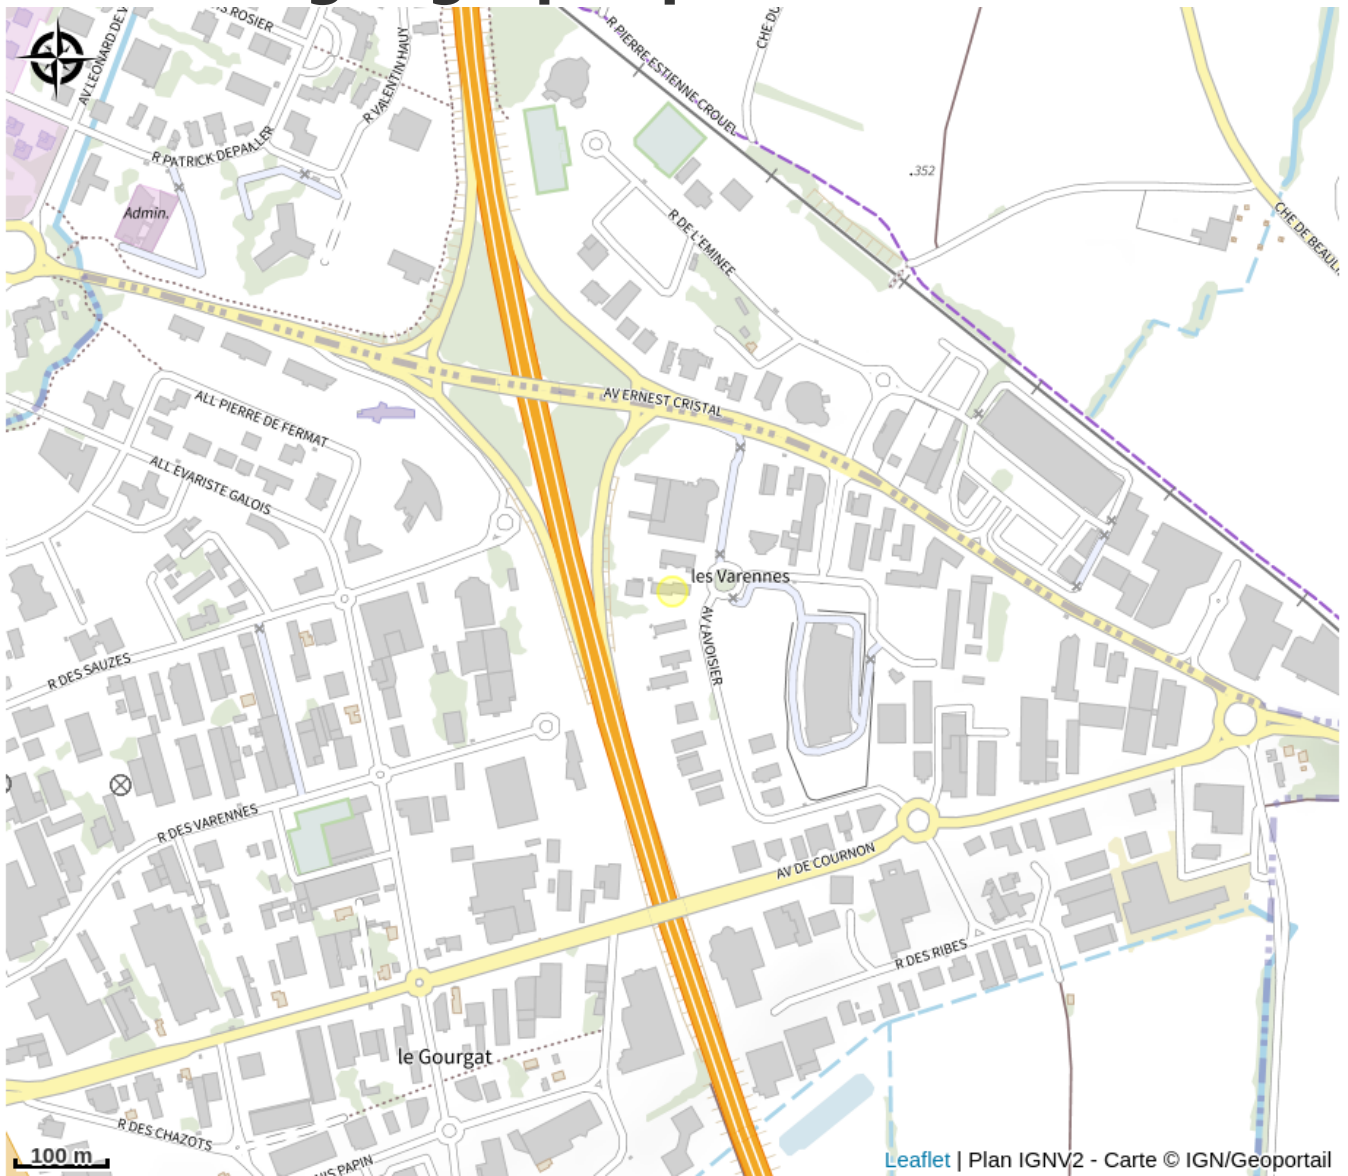 S ROSIER
AV LEONARD DE V
R VALENTIN HAUY
R PIERRE ESTIENNE CROUEL
CHE DU
R PATRICK DEPAILLER
.352
Admin.
R DE L'EMINEE
CHE DE BEAUL
AV ERNEST CRISTAL
ALL PIERRE DE FERMAT
ALL EVARISTE GALOIS
les Varennes
AV LAVOISIER
R DES SAUZES
R DES VARENNES
AV DE COURNON
R DES RIBES
le Gourgat
R DES CHAZOTS
IS PAPIN
100 m
Leaflet | Plan IGNV2 - Carte © IGN/Geoportail